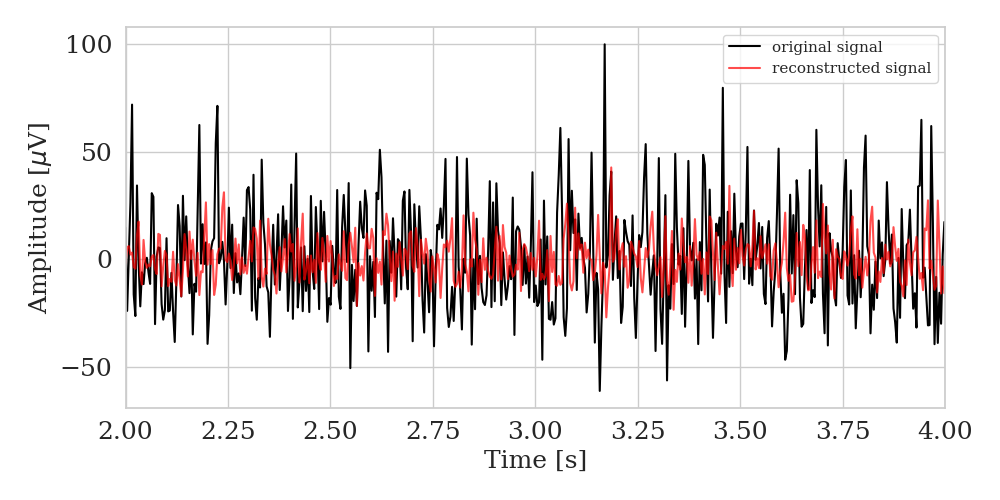 original signal
reconstructed signal
Amplitude [μV]
100
50
0
−50
2.00 2.25 2.50 2.75 3.00 3.25 3.50 3.75 4.00
Time [s]